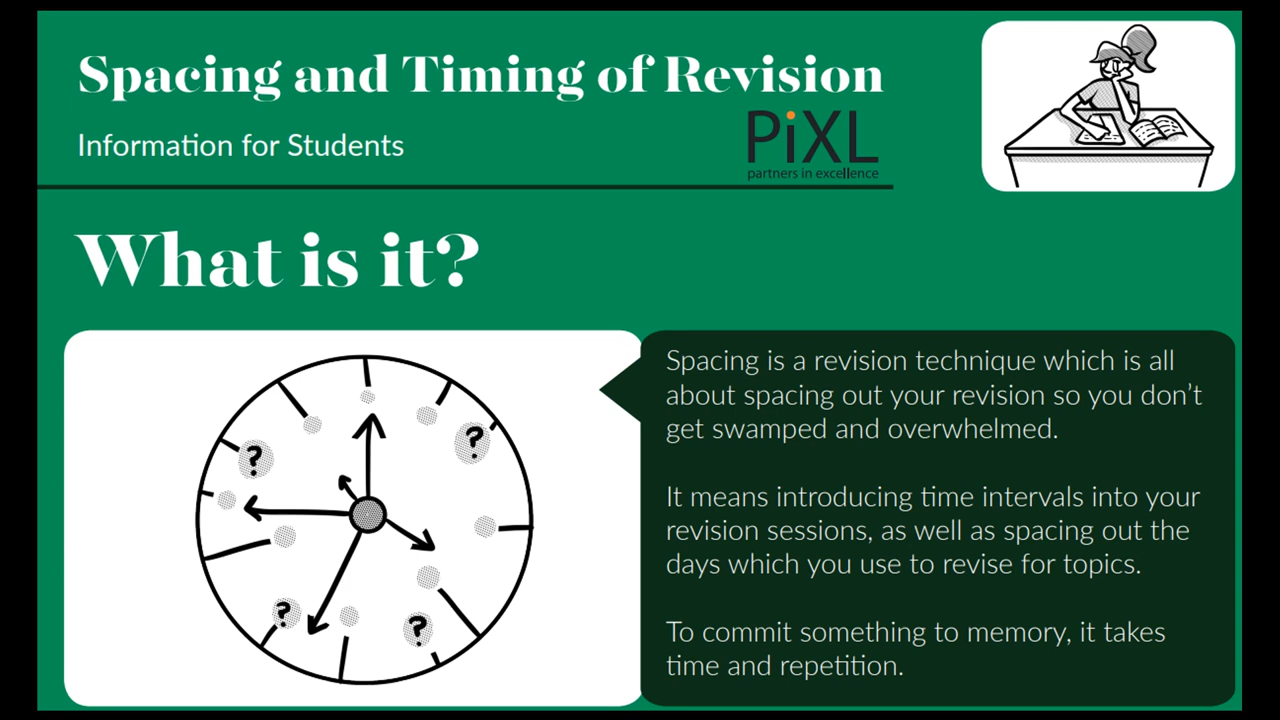 Spacing and Timing of Revision
Information for Students
PiXL
partners in excellence
What is it?
?
?
?
?
Spacing is a revision technique which is all
about spacing out your revision so you don’t
get swamped and overwhelmed.
It means introducing time intervals into your
revision sessions, as well as spacing out the
days which you use to revise for topics.
To commit something to memory, it takes
time and repetition.